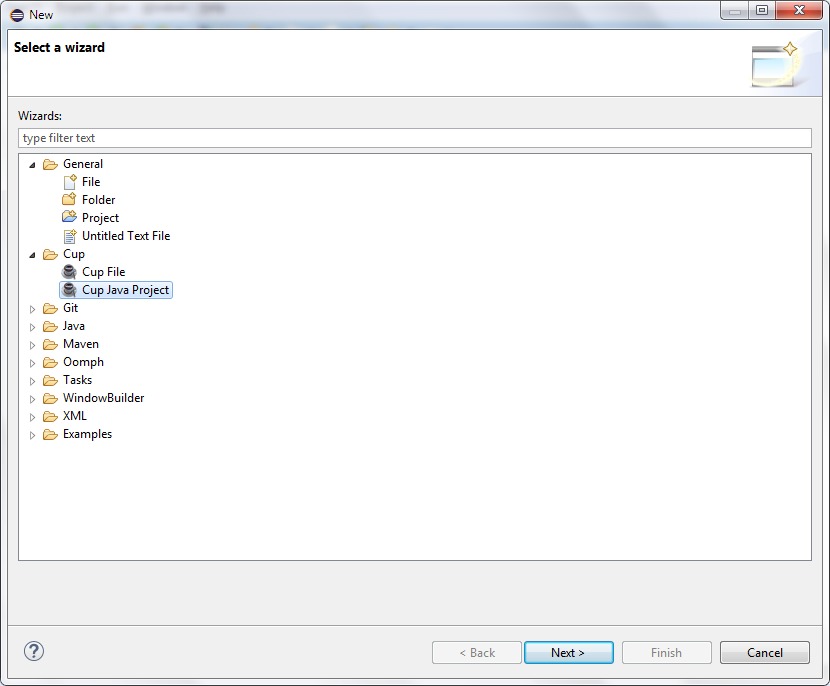 New
Select a wizard
Wizards:
type filter text
General
File
Folder
Project
Untitled Text File
Cup
Cup File
Cup Java Project
Git
Java
Maven
Oomph
Tasks
WindowBuilder
XML
Examples
?
< Back Next > Finish Cancel